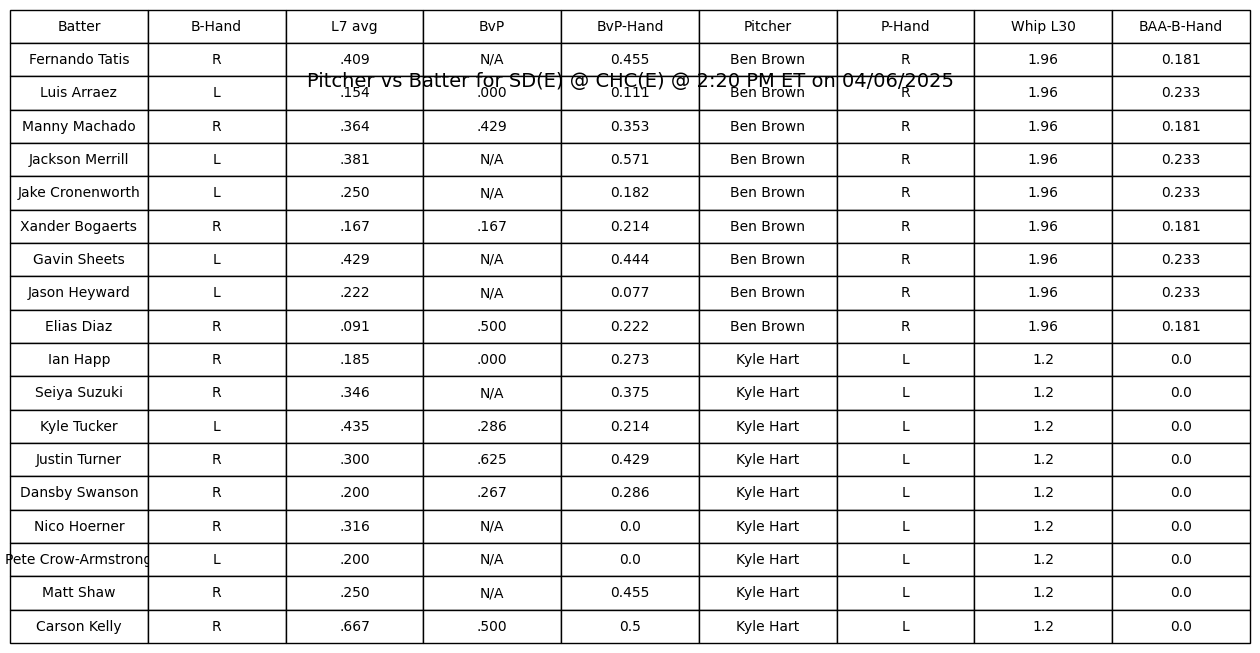 Batter B-Hand L7 avg BvP BvP-Hand Pitcher P-Hand Whip L30 BAA-B-Hand
Fernando Tatis R .409 N/A 0.455 Ben Brown R 1.96 0.181
Pitcher vs Batter for SD(E) @ CHC(E) @ 2:20 PM ET on 04/06/2025
Luis Arraez L .154 .000 0.111 Ben Brown R 1.96 0.233
Manny Machado R .364 .429 0.353 Ben Brown R 1.96 0.181
Jackson Merrill L .381 N/A 0.571 Ben Brown R 1.96 0.233
Jake Cronenworth L .250 N/A 0.182 Ben Brown R 1.96 0.233
Xander Bogaerts R .167 .167 0.214 Ben Brown R 1.96 0.181
Gavin Sheets L .429 N/A 0.444 Ben Brown R 1.96 0.233
Jason Heyward L .222 N/A 0.077 Ben Brown R 1.96 0.233
Elias Diaz R .091 .500 0.222 Ben Brown R 1.96 0.181
Ian Happ R .185 .000 0.273 Kyle Hart L 1.2 0.0
Seiya Suzuki R .346 N/A 0.375 Kyle Hart L 1.2 0.0
Kyle Tucker L .435 .286 0.214 Kyle Hart L 1.2 0.0
Justin Turner R .300 .625 0.429 Kyle Hart L 1.2 0.0
Dansby Swanson R .200 .267 0.286 Kyle Hart L 1.2 0.0
Nico Hoerner R .316 N/A 0.0 Kyle Hart L 1.2 0.0
Pete Crow-Armstrong L .200 N/A 0.0 Kyle Hart L 1.2 0.0
Matt Shaw R .250 N/A 0.455 Kyle Hart L 1.2 0.0
Carson Kelly R .667 .500 0.5 Kyle Hart L 1.2 0.0